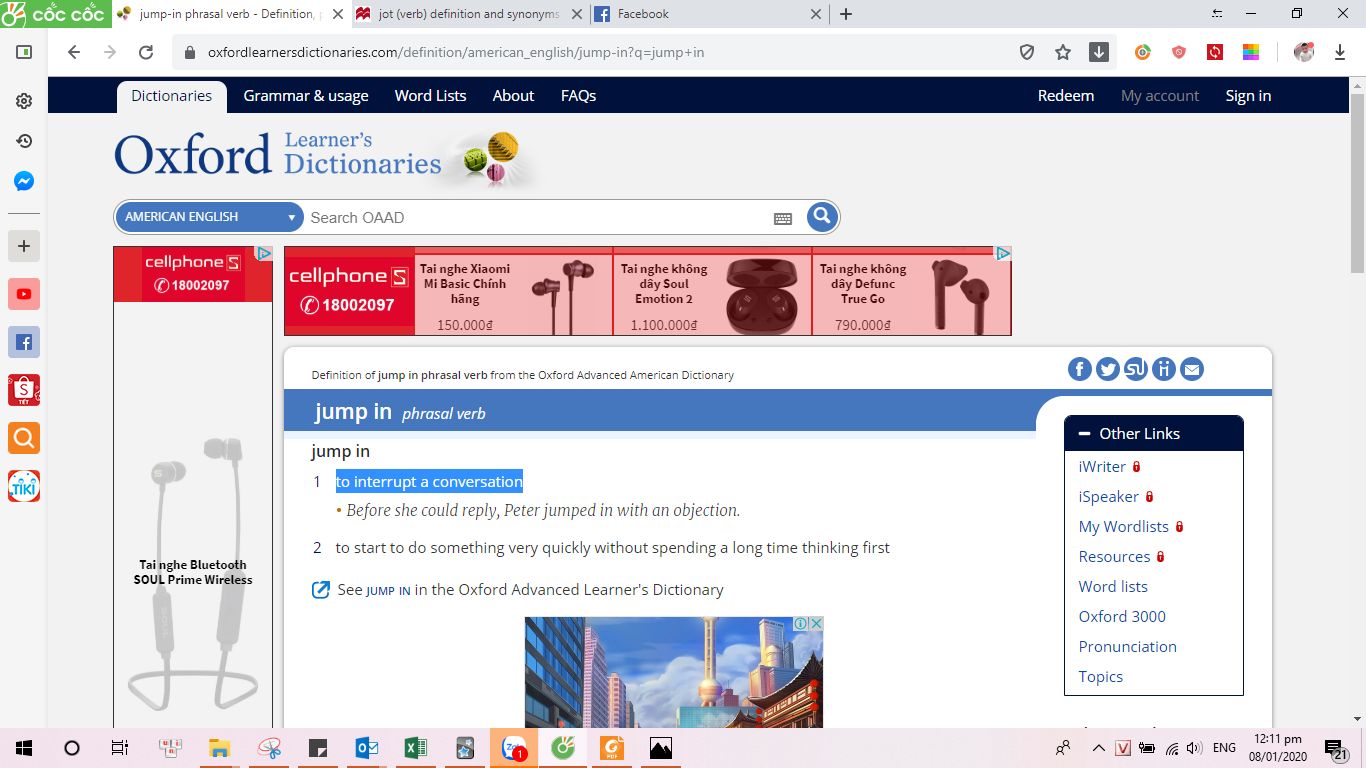 cốc cốc
jump-in phrasal verb - Definition, p
jot (verb) definition and synonyms
Facebook
oxfordlearnersdictionaries.com/definition/american_english/jump-in?q=jump+in
Dictionaries
Grammar & usage
Word Lists
About
FAQs
Redeem
My account
Sign in
Oxford Learner's Dictionaries
AMERICAN ENGLISH
Search OAAD
cellphoneS
18002097
Tai nghe Bluetooth
SOUL Prime Wireless
cellphoneS
18002097
Tai nghe Xiaomi
Mi Basic Chính
hãng
150.000₫
Tai nghe không
dây Soul
Emotion 2
1.100.000₫
Tai nghe không
dây Defunc
True Go
790.000₫
Definition of jump in phrasal verb from the Oxford Advanced American Dictionary
jump in phrasal verb
jump in
1 to interrupt a conversation
• Before she could reply, Peter jumped in with an objection.
2 to start to do something very quickly without spending a long time thinking first
See JUMP IN in the Oxford Advanced Learner's Dictionary
Other Links
iWriter
iSpeaker
My Wordlists
Resources
Word lists
Oxford 3000
Pronunciation
Topics
TẾT
TIKI
ENG
12:11 pm
08/01/2020
21